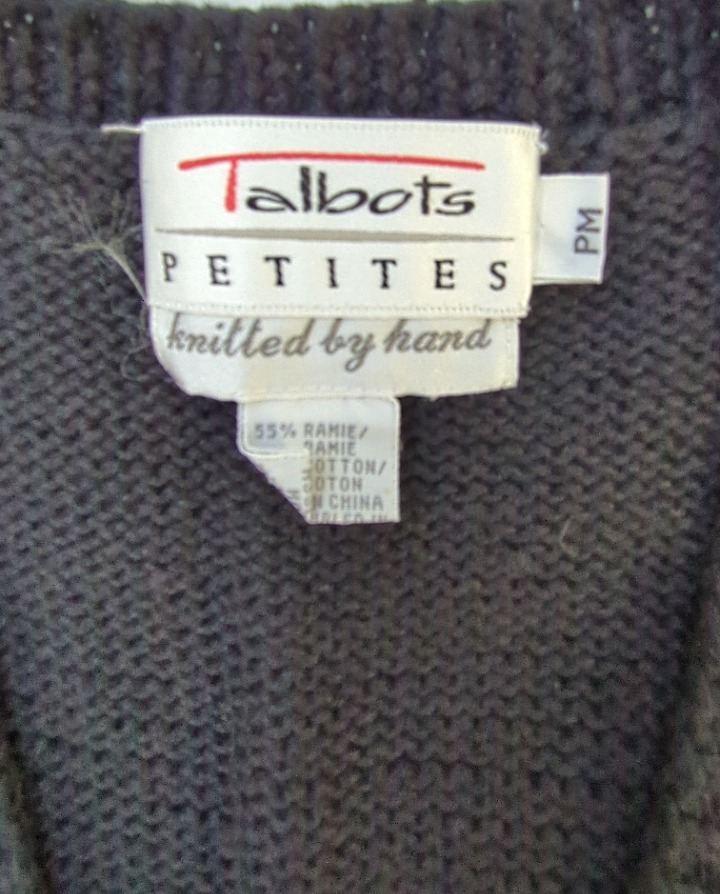 Talbots
PETITES
PM
knitted by hand
55% RAMIE/
RAMIE
COTTON/
COTON
IN CHINA